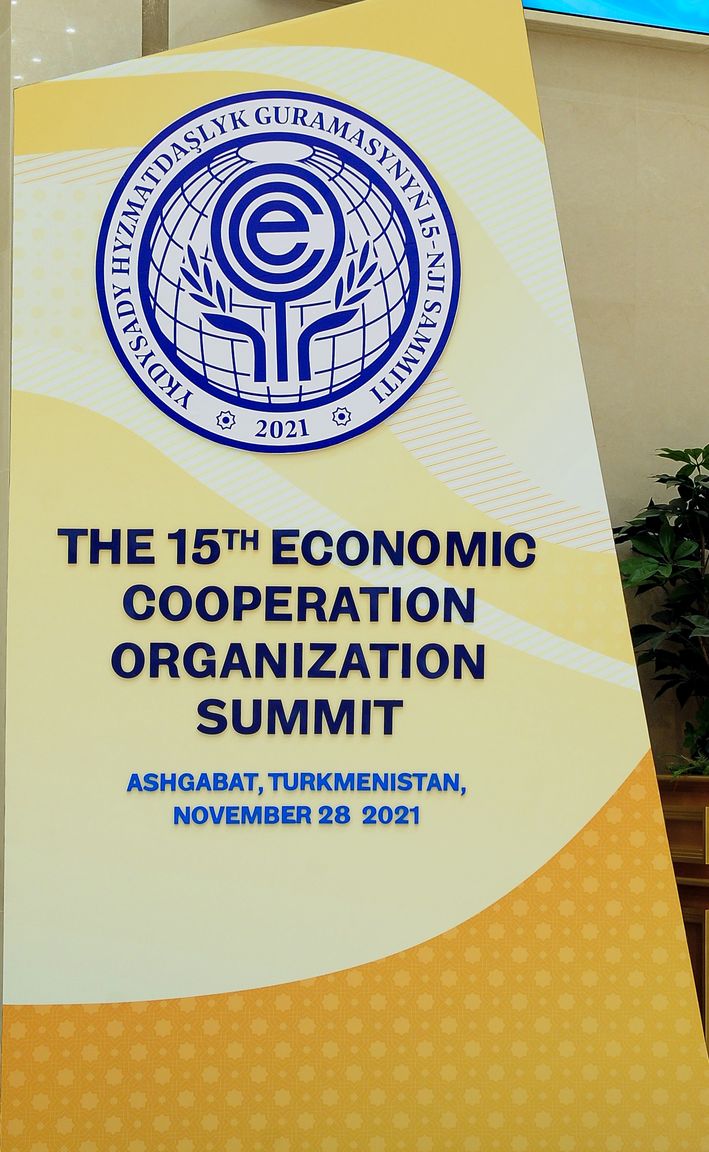 YKDYSADY HYZMATDAŞLYK GURAMASYNYŇ 15-NJI SAMMITI
2021
THE 15TH ECONOMIC
COOPERATION
ORGANIZATION
SUMMIT
ASHGABAT, TURKMENISTAN,
NOVEMBER 28 2021